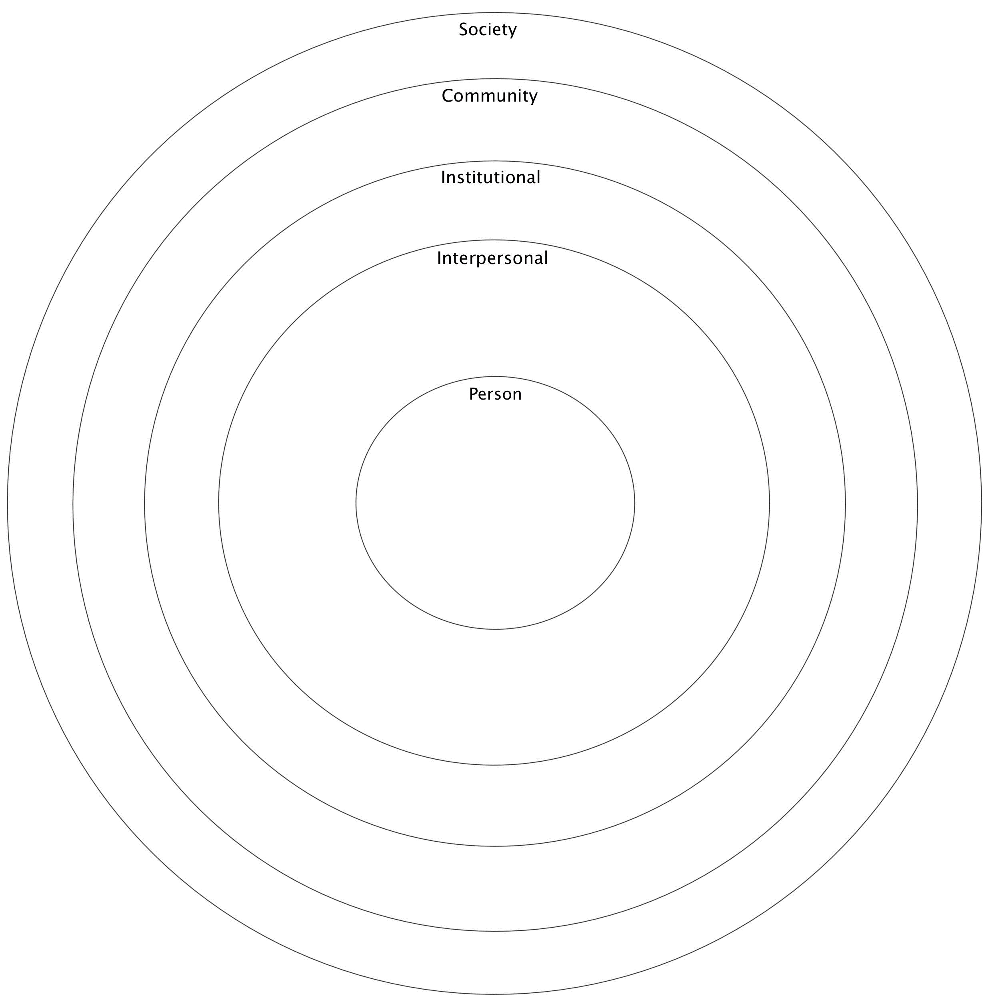 Society
Community
Institutional
Interpersonal
Person